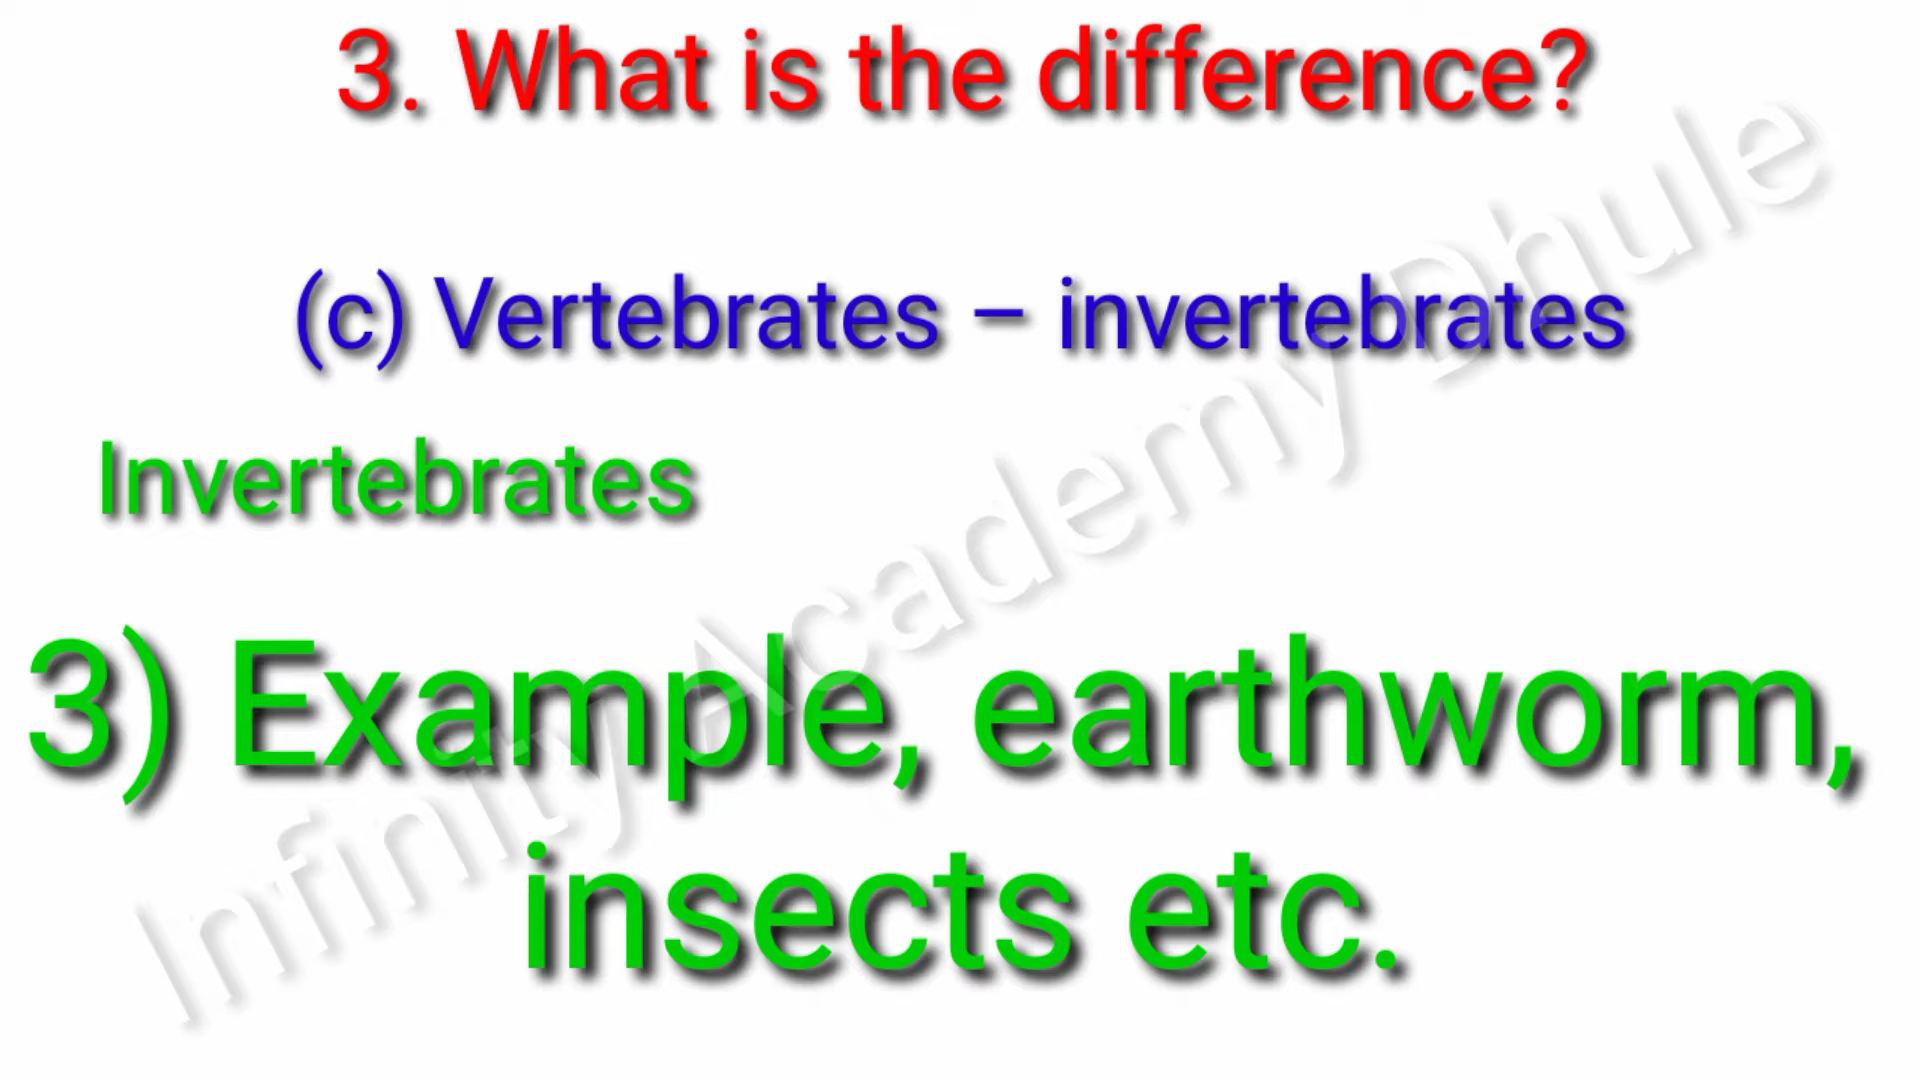 3. What is the difference?
(c) Vertebrates – invertebrates
Invertebrates
3) Example, earthworm,
insects etc.
Infinity Academy Dhule